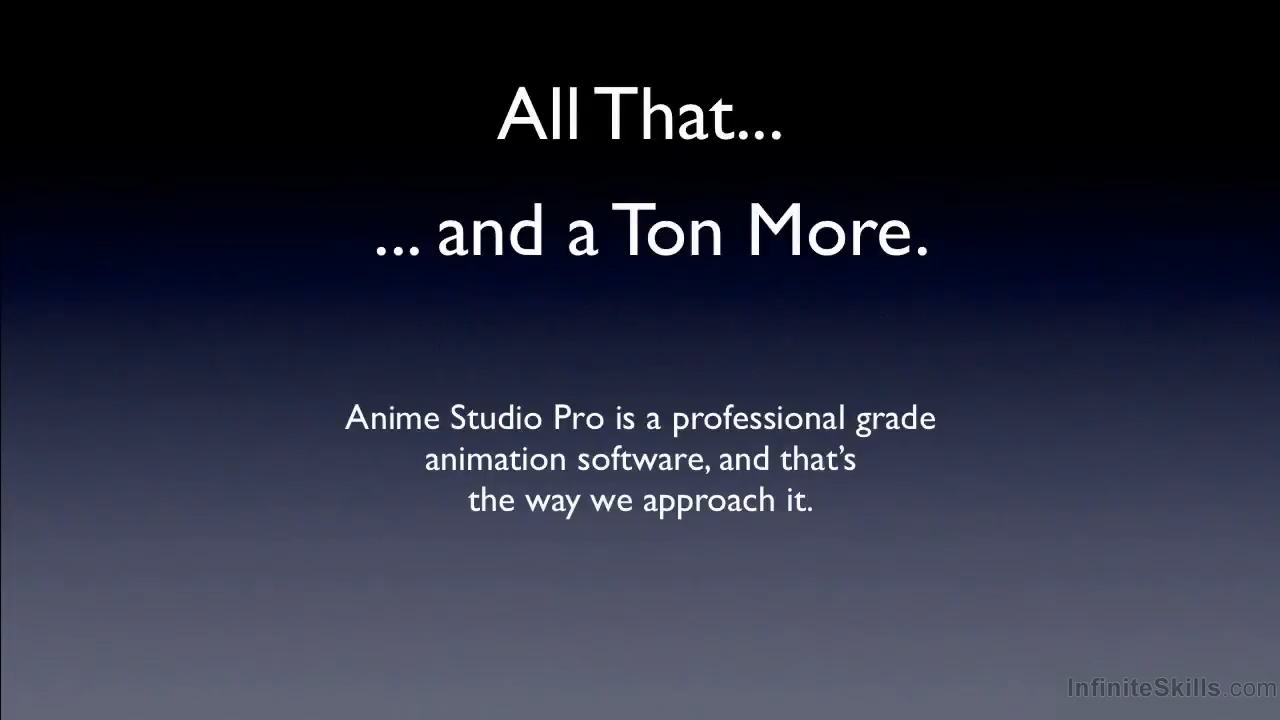 All That...
... and a Ton More.
Anime Studio Pro is a professional grade
animation software, and that’s
the way we approach it.
InfiniteSkills.com